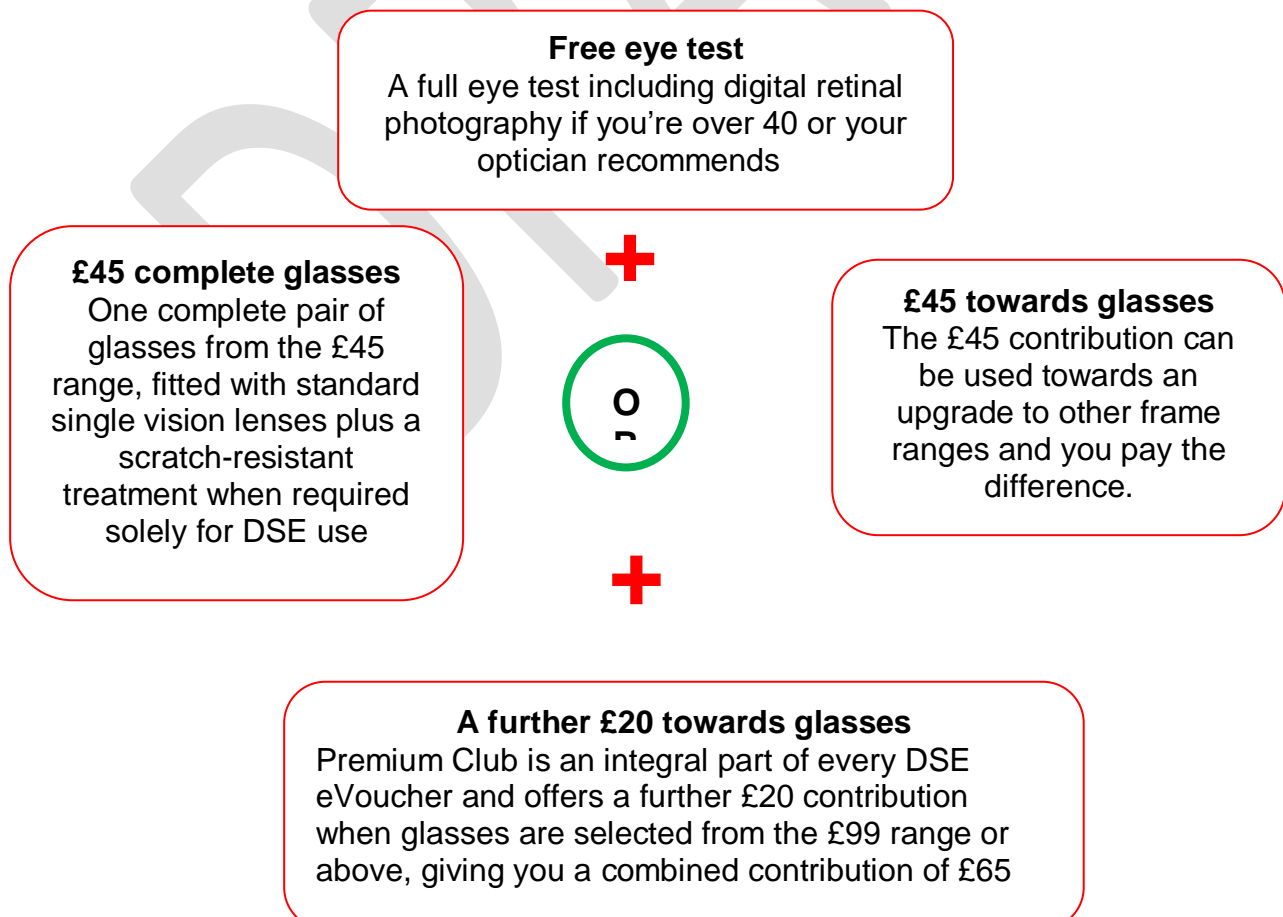 Free eye test
A full eye test including digital retinal
photography if you're over 40 or your
optician recommends
£45 complete glasses
One complete pair of
glasses from the £45
range, fitted with standard
single vision lenses plus a
scratch-resistant
treatment when required
solely for DSE use
+
O
£45 towards glasses
The £45 contribution can
be used towards an
upgrade to other frame
ranges and you pay the
difference.
+
A further £20 towards glasses
Premium Club is an integral part of every DSE
eVoucher and offers a further £20 contribution
when glasses are selected from the £99 range or
above, giving you a combined contribution of £65